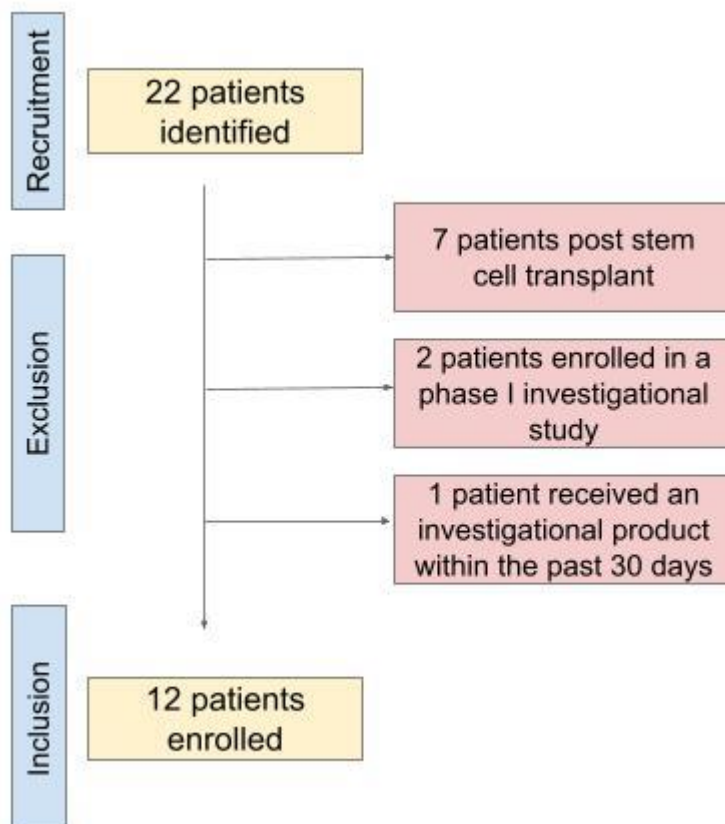 Recruitment
22 patients
identified
Exclusion
7 patients post stem
cell transplant
2 patients enrolled in a
phase I investigational
study
1 patient received an
investigational product
within the past 30 days
Inclusion
12 patients
enrolled